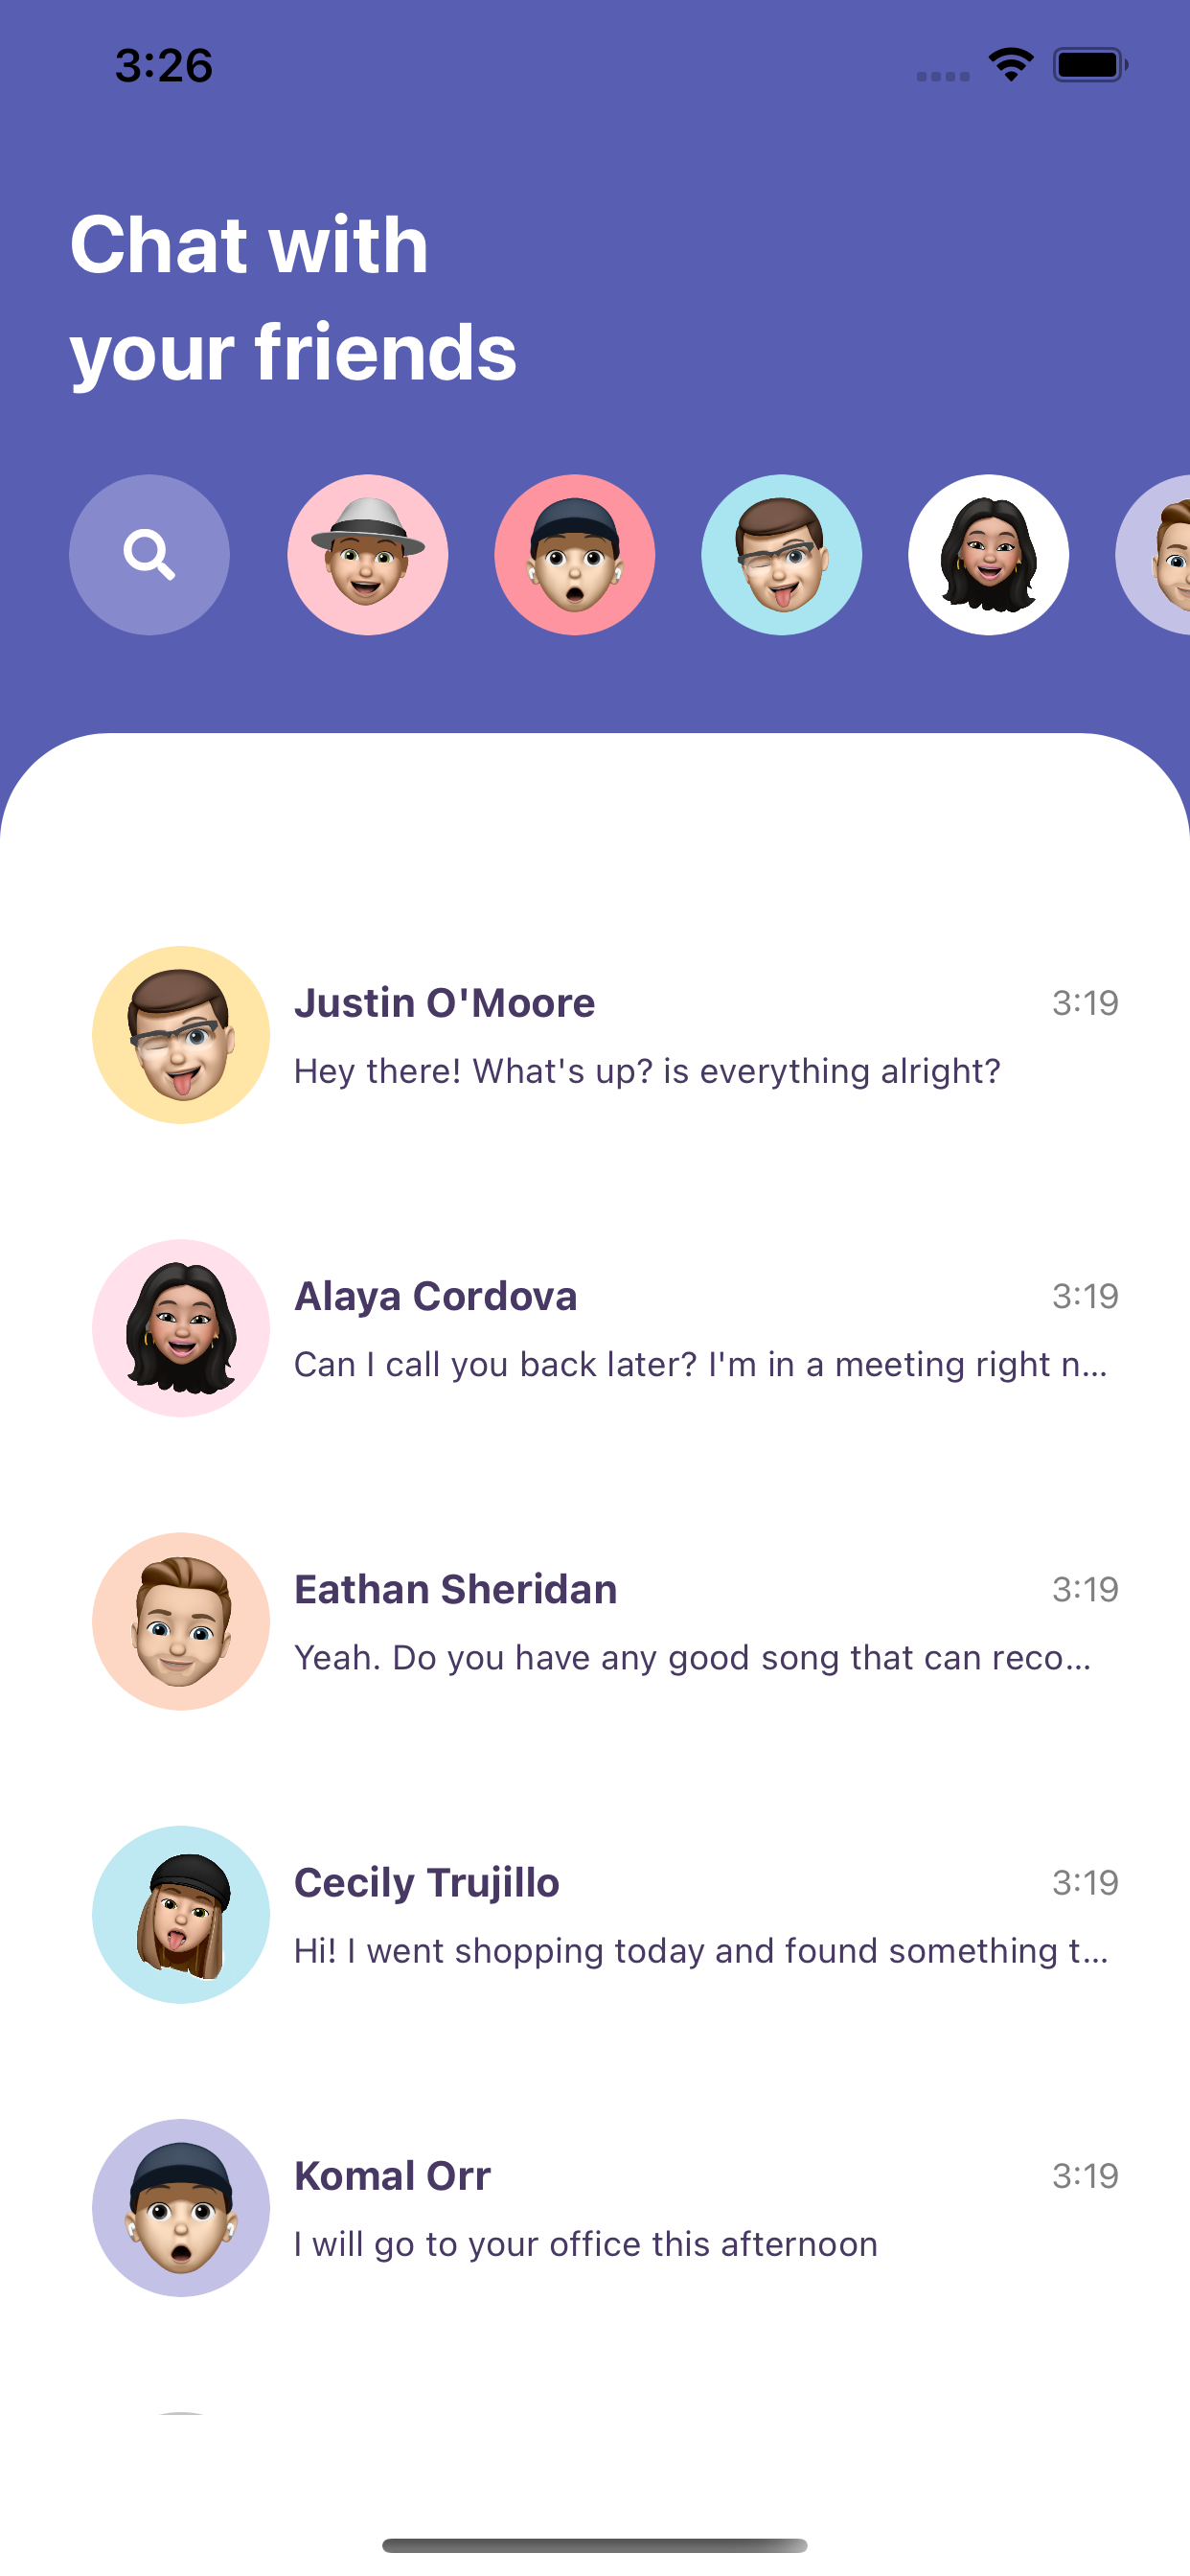 3:26
Chat with
your friends
Justin O'Moore
3:19
Hey there! What's up? is everything alright?
Alaya Cordova
3:19
Can I call you back later? I'm in a meeting right n...
Eathan Sheridan
3:19
Yeah. Do you have any good song that can reco...
Cecily Trujillo
3:19
Hi! I went shopping today and found something t...
Komal Orr
3:19
I will go to your office this afternoon